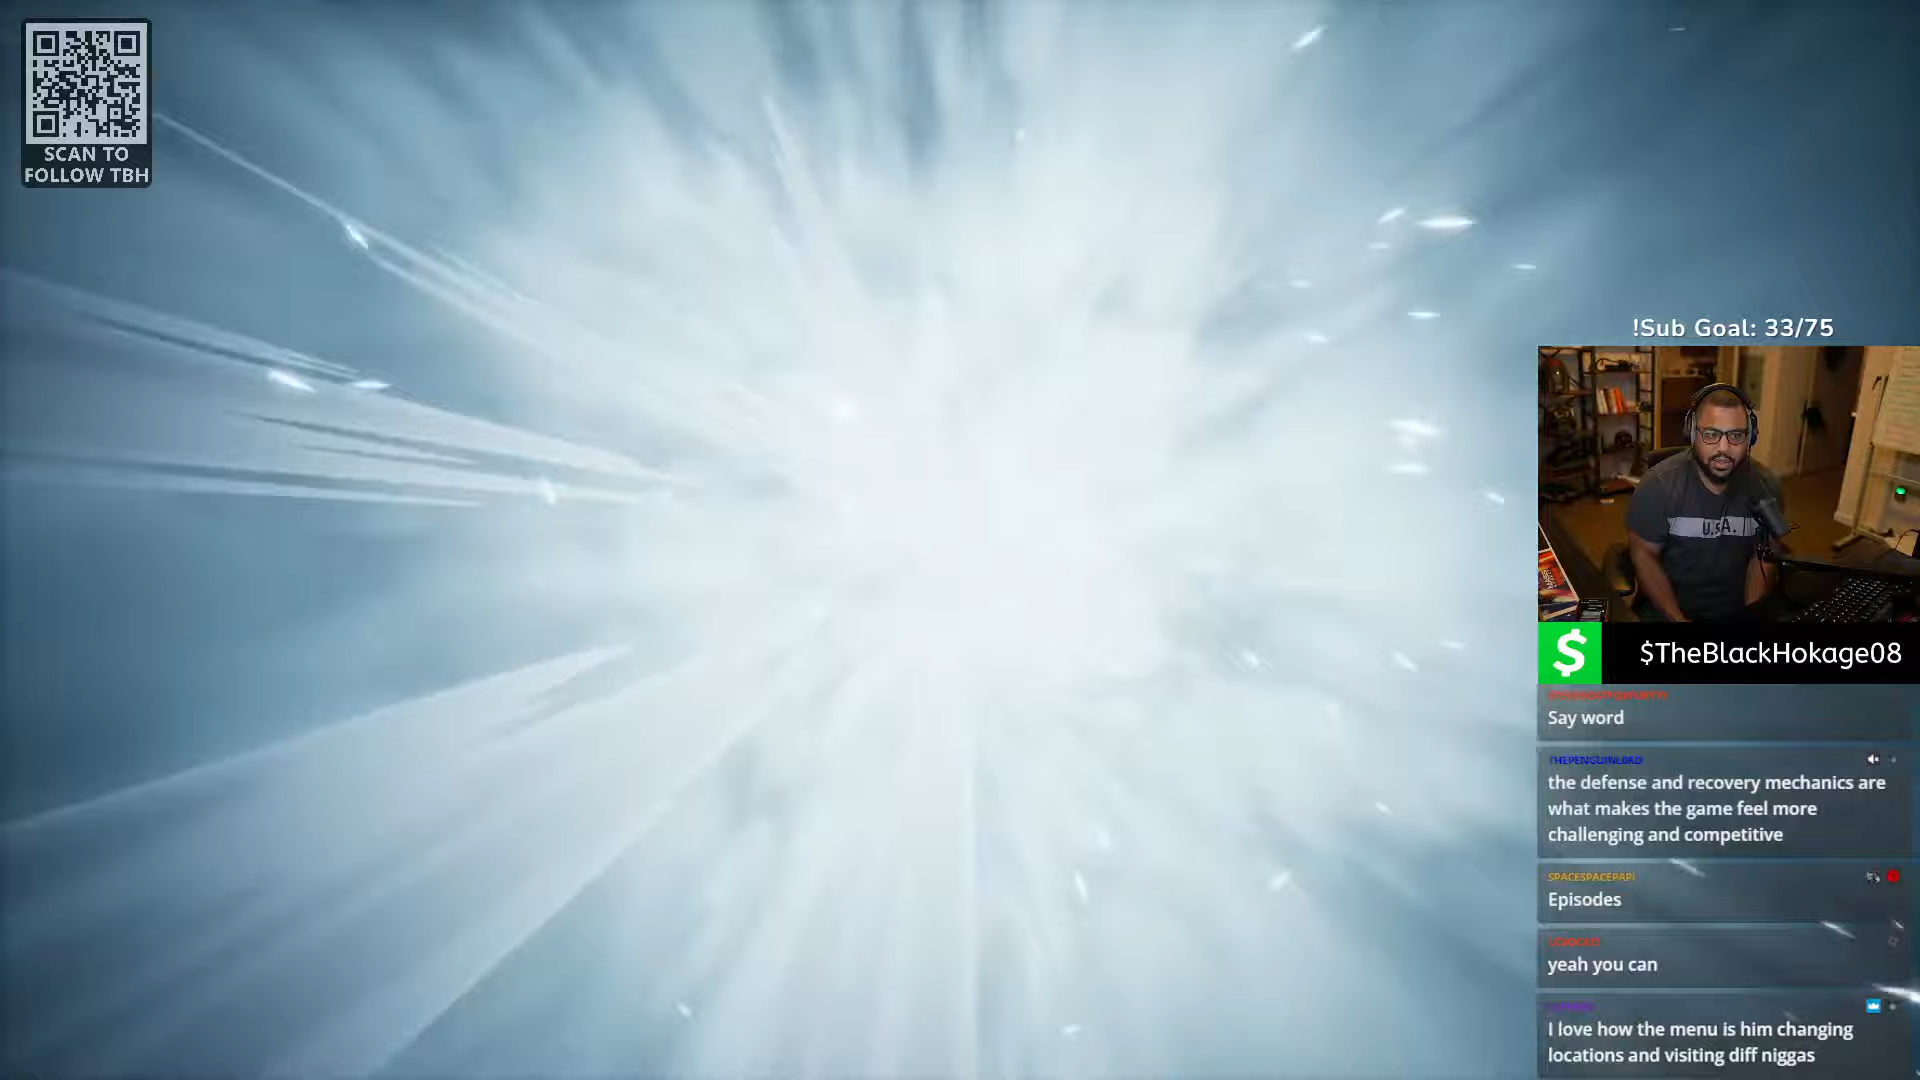 SCAN TO
FOLLOW TBH
!Sub Goal: 33/75
U.S.A.
$TheBlackHokage08
Say word
THEPENGUINLORD
the defense and recovery mechanics are
what makes the game feel more
challenging and competitive
SPACESPACEPAPI
Episodes
yeah you can
I love how the menu is him changing
locations and visiting diff niggas